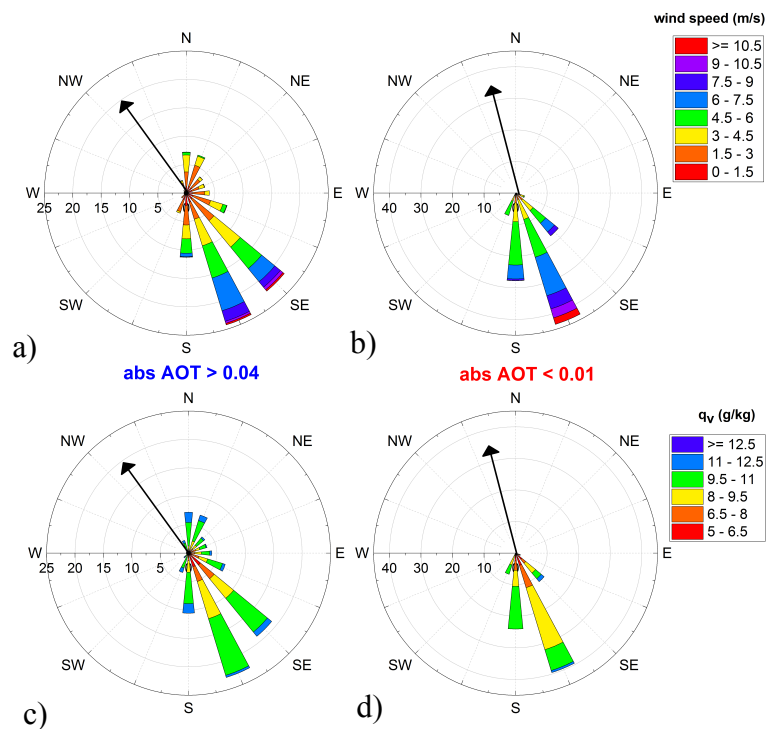 wind speed (m/s)
>= 10.5
9 - 10.5
7.5 - 9
6 - 7.5
4.5 - 6
3 - 4.5
1.5 - 3
0 - 1.5
N
NW
NE
W
E
25 20 15 10 5
SW
SE
S
a)
N
NW
NE
W
E
40 30 20 10
SW
SE
S
b)
abs AOT > 0.04
abs AOT < 0.01
N
NW
NE
W
E
25 20 15 10 5
SW
SE
S
c)
N
NW
NE
W
E
40 30 20 10
SW
SE
S
d)
qv (g/kg)
>= 12.5
11 - 12.5
9.5 - 11
8 - 9.5
6.5 - 8
5 - 6.5